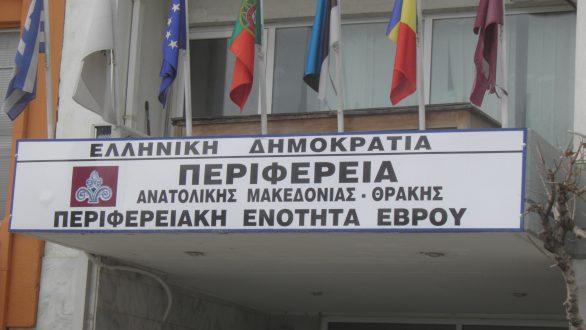 ΕΛΛΗΝΙΚΗ ΔΗΜΟΚΡΑΤΙΑ
ΠΕΡΙΦΕΡΕΙΑ
ΑΝΑΤΟΛΙΚΗΣ ΜΑΚΕΔΟΝΙΑΣ - ΘΡΑΚΗΣ
ΠΕΡΙΦΕΡΕΙΑΚΗ ΕΝΟΤΗΤΑ ΕΒΡΟΥ